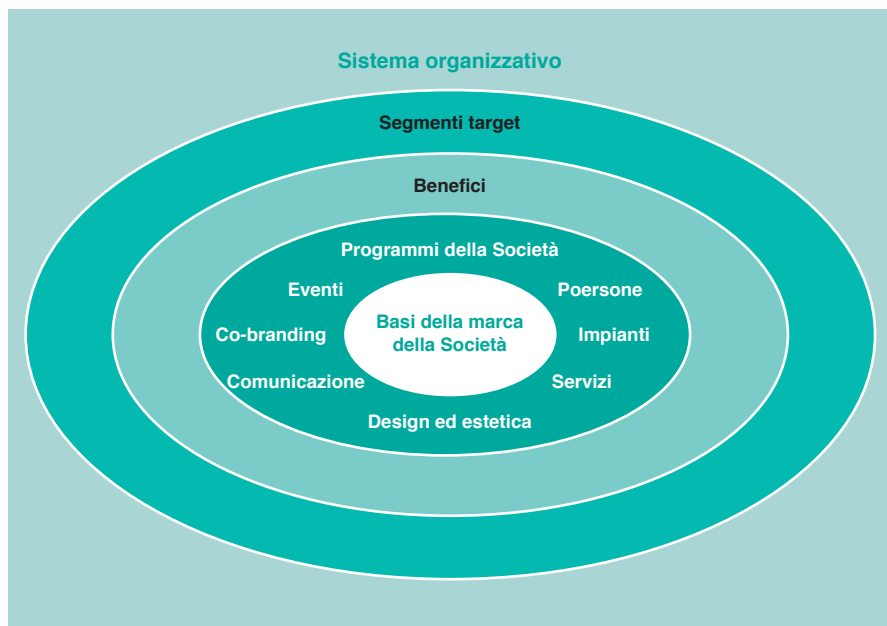 Sistema organizzativo
Segmenti target
Benefici
Programmi della Società
Eventi
Poersone
Co-branding
Basi della marca
della Società
Impianti
Comunicazione
Servizi
Design ed estetica